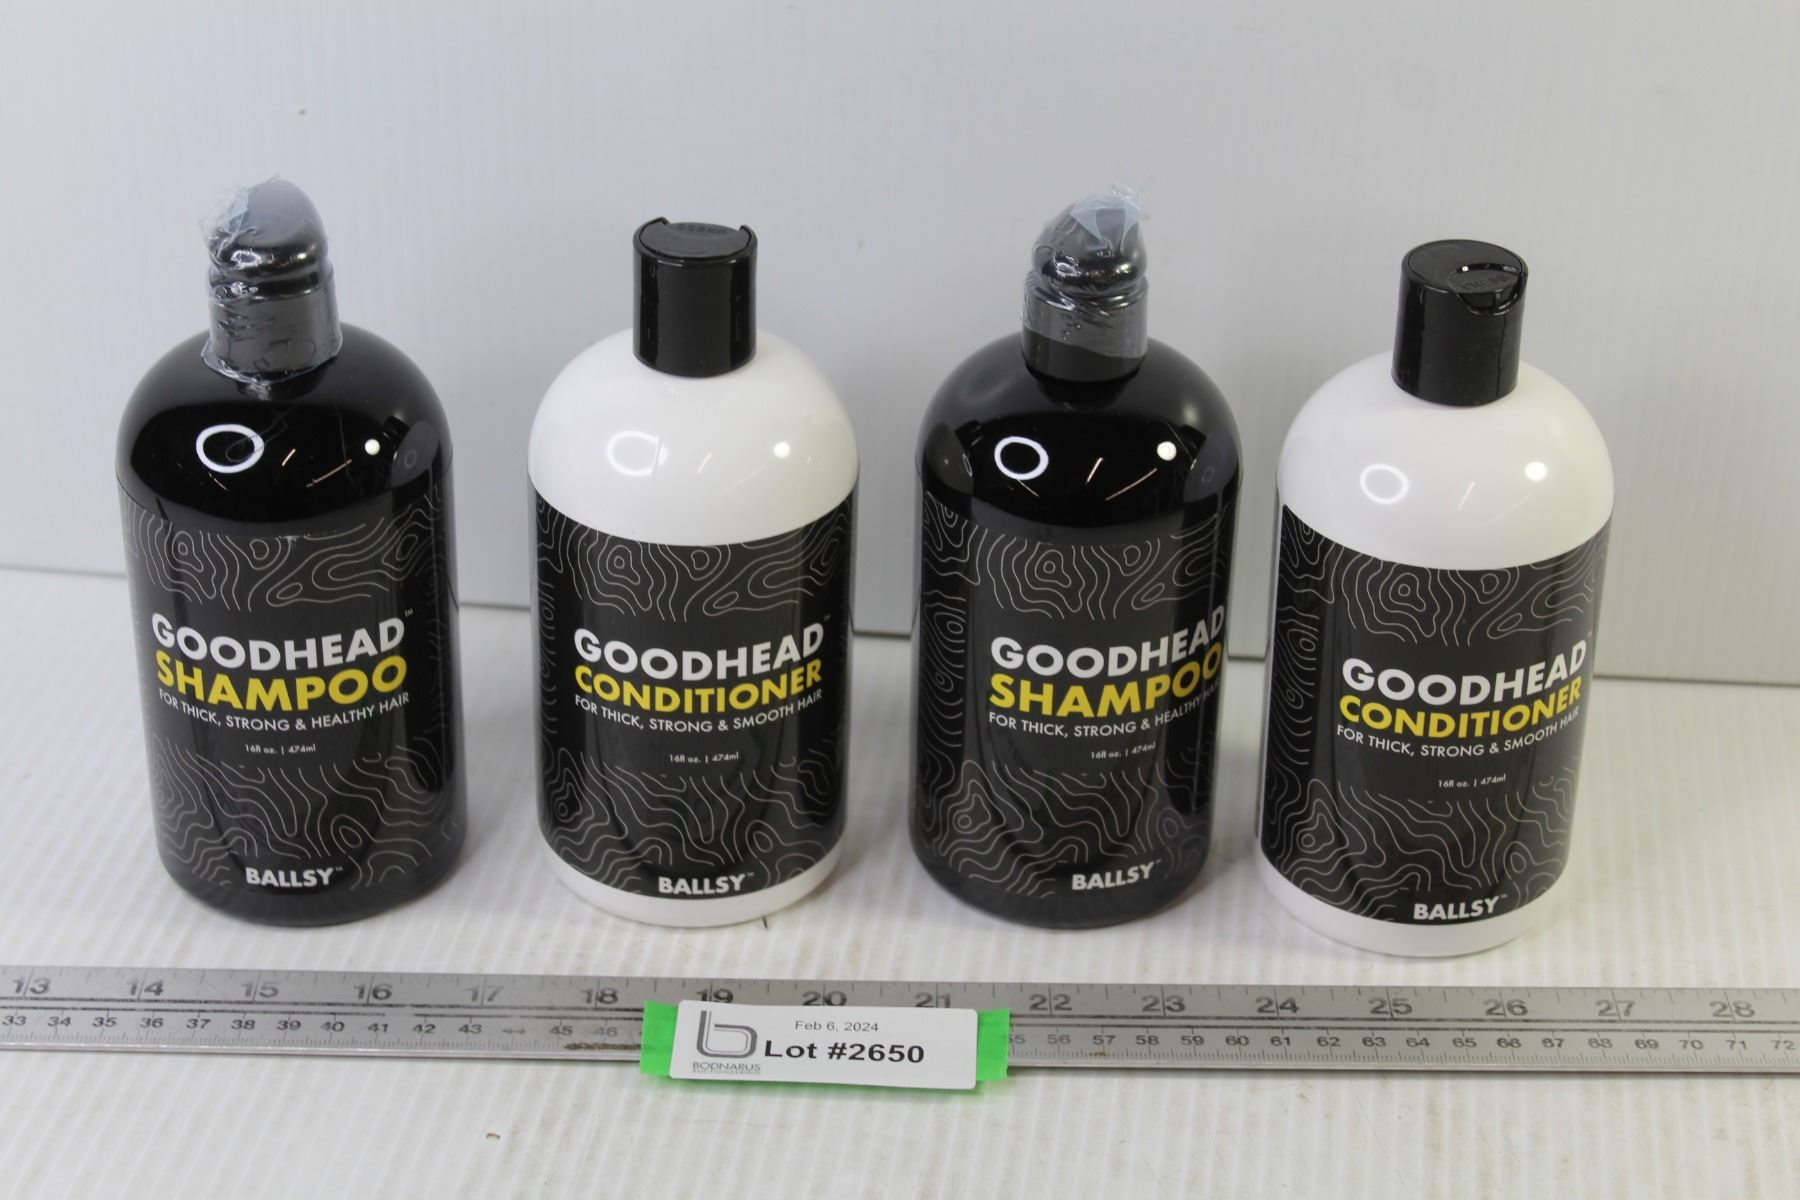 GOODHEAD™
SHAMPOO
FOR THICK, STRONG & HEALTHY HAIR
16fl oz. | 474ml
BALLSY™
PRESS
GOODHEAD™
CONDITIONER
FOR THICK, STRONG & SMOOTH HAIR
16fl oz. | 474ml
BALLSY™
GOODHEAD
SHAMPOO
FOR THICK, STRONG & HEALTHY HAIR
16fl oz. | 474ml
BALLSY™
GOODHEAD
CONDITIONER
FOR THICK, STRONG & SMOOTH HAIR
16fl oz. | 474ml
BALLSY™
13 14 15 16 17 18 19 20 21 22 23 24 25 26 27 28
33 34 35 36 37 38 39 40 41 42 43 44 45 46 55 56 57 58 59 60 61 62 63 64 65 66 67 68 69 70 71 72
Feb 6, 2024
Lot #2650
BODNARUS
AUCTIONEERING